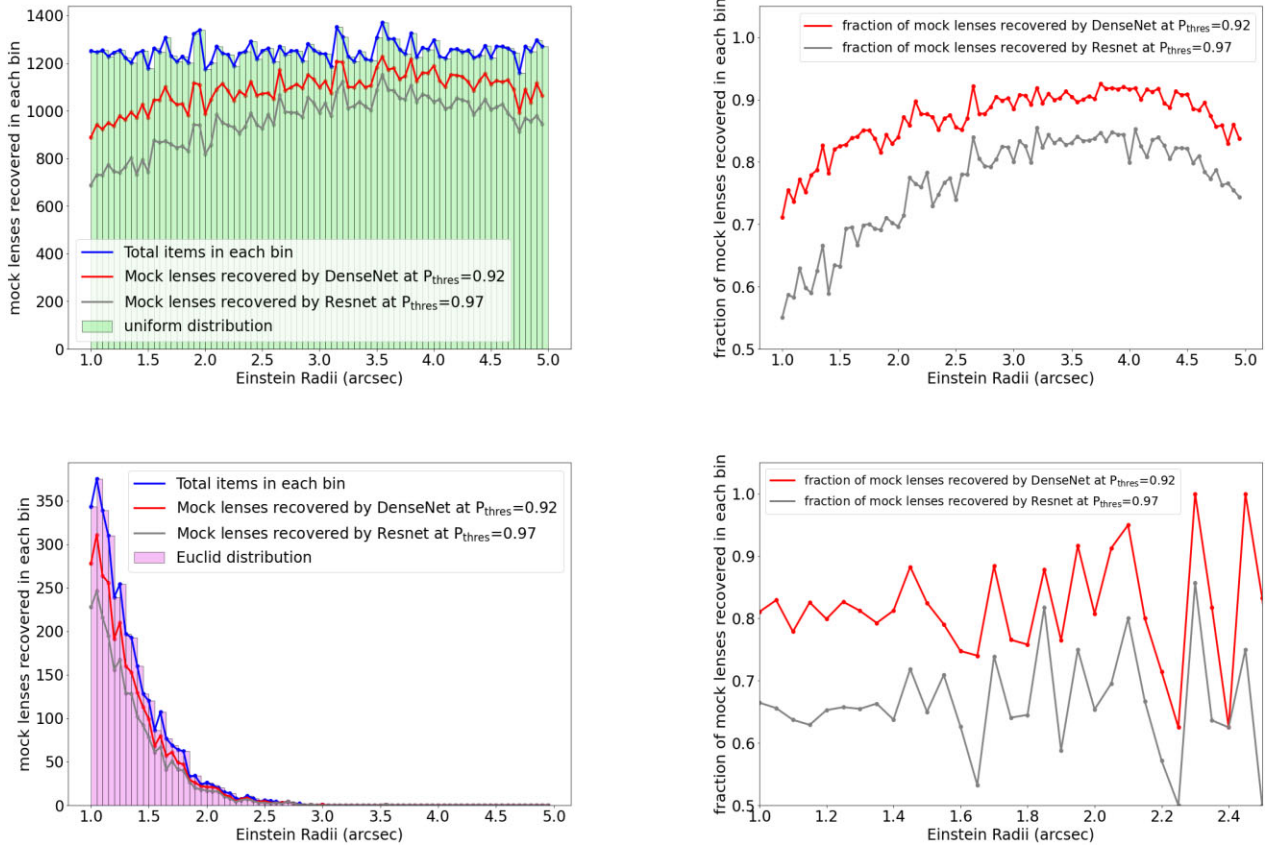 mock lenses recovered in each bin
1400
1200
1000
800
600
400
200
0
Total items in each bin
Mock lenses recovered by DenseNet at Pthres=0.92
Mock lenses recovered by Resnet at Pthres=0.97
uniform distribution
1.0 1.5 2.0 2.5 3.0 3.5 4.0 4.5 5.0
Einstein Radii (arcsec)
fraction of mock lenses recovered in each bin
1.0
0.9
0.8
0.7
0.6
0.5
fraction of mock lenses recovered by DenseNet at Pthres=0.92
fraction of mock lenses recovered by Resnet at Pthres=0.97
1.0 1.5 2.0 2.5 3.0 3.5 4.0 4.5 5.0
Einstein Radii (arcsec)
mock lenses recovered in each bin
350
300
250
200
150
100
50
0
Total items in each bin
Mock lenses recovered by DenseNet at Pthres=0.92
Mock lenses recovered by Resnet at Pthres=0.97
Euclid distribution
1.0 1.5 2.0 2.5 3.0 3.5 4.0 4.5 5.0
Einstein Radii (arcsec)
fraction of mock lenses recovered in each bin
1.0
0.9
0.8
0.7
0.6
0.5
fraction of mock lenses recovered by DenseNet at Pthres=0.92
fraction of mock lenses recovered by Resnet at Pthres=0.97
1.0 1.2 1.4 1.6 1.8 2.0 2.2 2.4
Einstein Radii (arcsec)